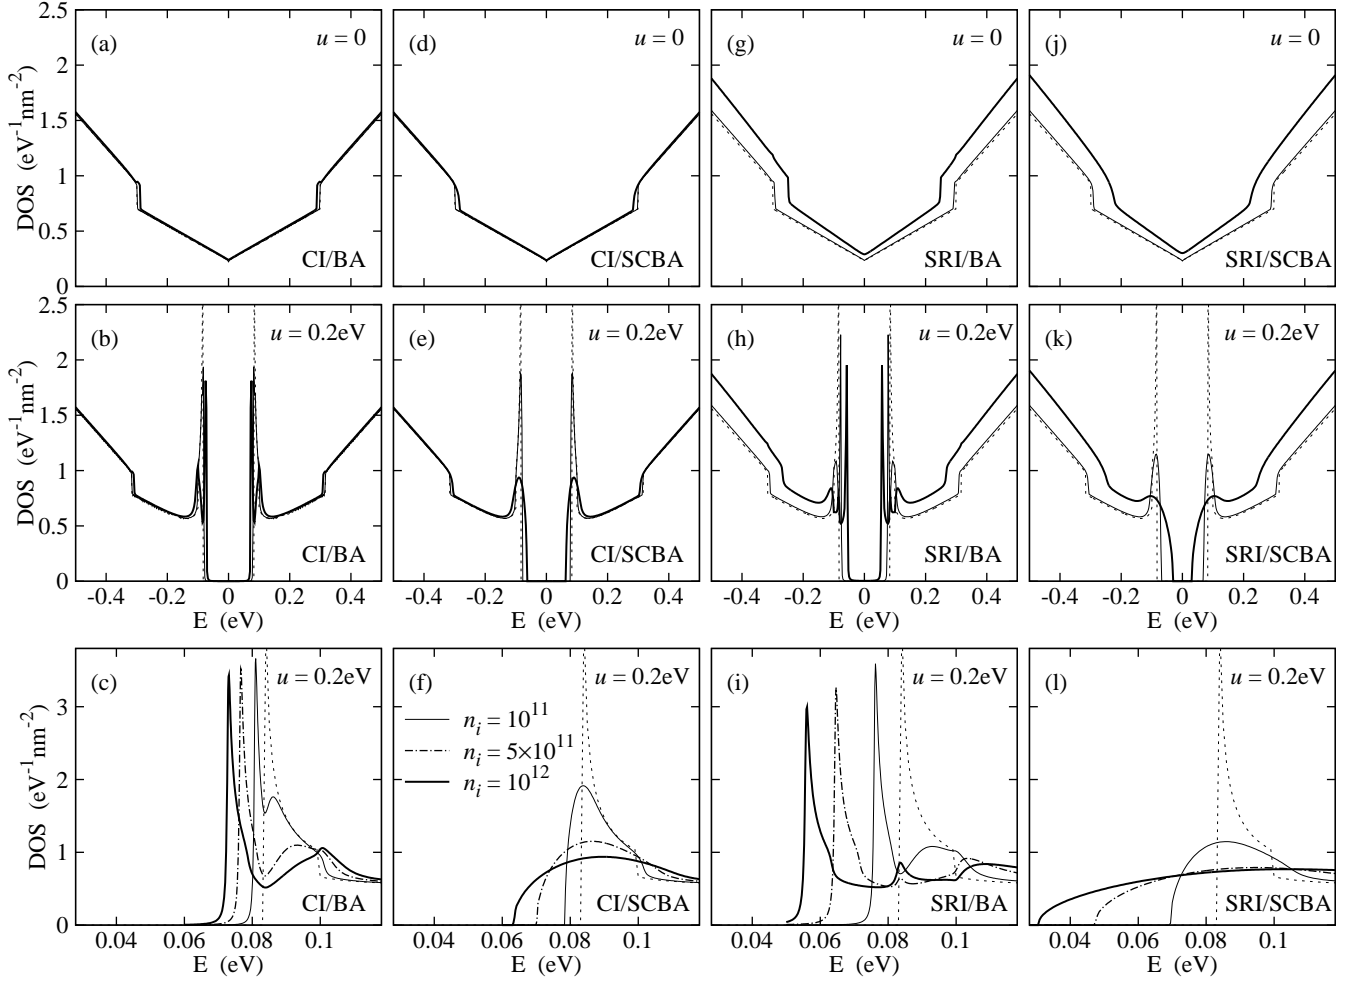 2.5
2
1.5
1
0.5
0
DOS (eV-1nm-2)
(a)
u = 0
CI/BA
(d)
u = 0
CI/SCBA
(g)
u = 0
SRI/BA
(j)
u = 0
SRI/SCBA
2.5
2
1.5
1
0.5
0
DOS (eV-1nm-2)
(b)
u = 0.2eV
CI/BA
-0.4 -0.2 0 0.2 0.4
E (eV)
(e)
u = 0.2eV
CI/SCBA
-0.4 -0.2 0 0.2 0.4
E (eV)
(h)
u = 0.2eV
SRI/BA
-0.4 -0.2 0 0.2 0.4
E (eV)
(k)
u = 0.2eV
SRI/SCBA
-0.4 -0.2 0 0.2 0.4
E (eV)
3
2
1
0
DOS (eV-1nm-2)
(c)
u = 0.2eV
CI/BA
0.04 0.06 0.08 0.1
E (eV)
(f)
u = 0.2eV
ni = 1011
ni = 5×1011
ni = 1012
CI/SCBA
0.04 0.06 0.08 0.1
E (eV)
(i)
u = 0.2eV
SRI/BA
0.04 0.06 0.08 0.1
E (eV)
(l)
u = 0.2eV
SRI/SCBA
0.04 0.06 0.08 0.1
E (eV)